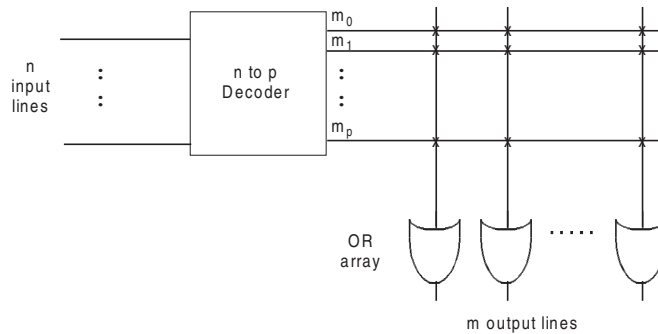 m0
m1
n
input
lines
n to p
Decoder
mp
OR
array
m output lines